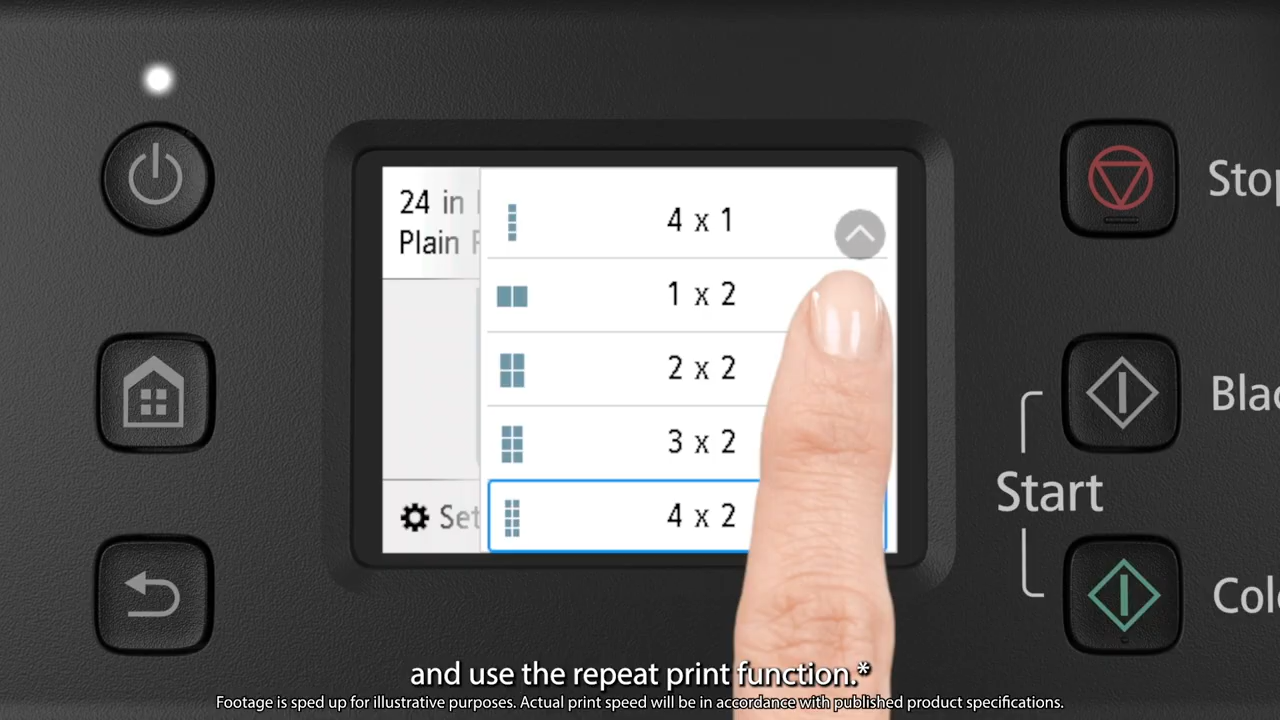 24 in
Plain
4 x 1
1 x 2
2 x 2
3 x 2
4 x 2
Set
Stop
Start
and use the repeat print function.*
Footage is sped up for illustrative purposes. Actual print speed will be in accordance with published product specifications.